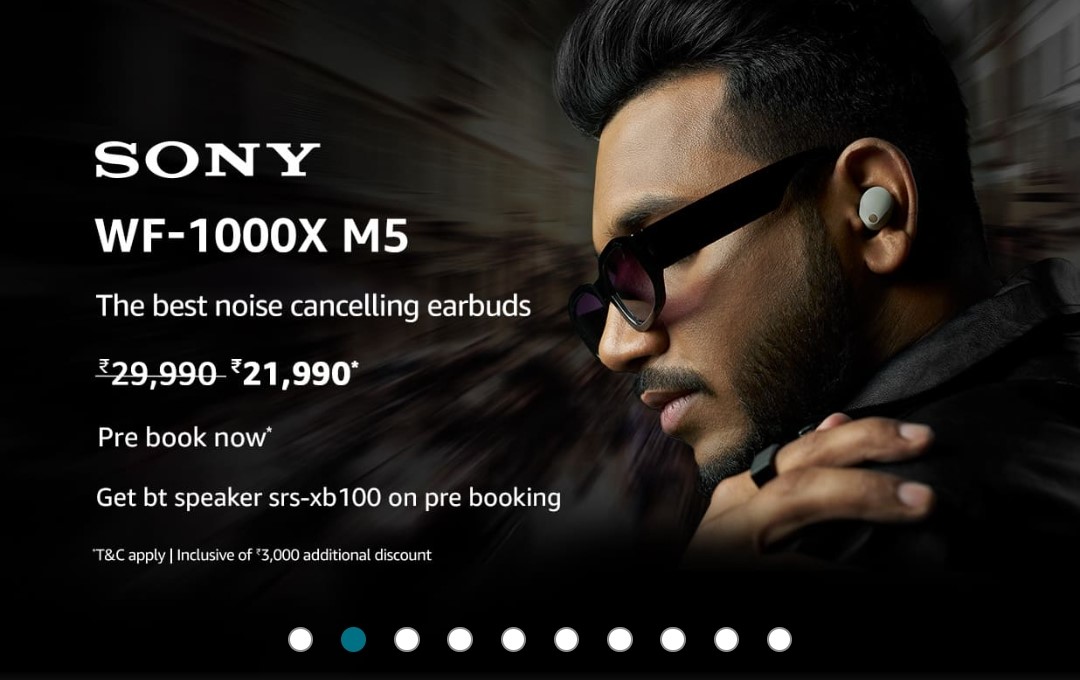 SONY
WF-1000X M5
The best noise cancelling earbuds
₹29,990 ₹21,990*
Pre book now*
Get bt speaker srs-xb100 on pre booking
*T&C apply | Inclusive of ₹3,000 additional discount